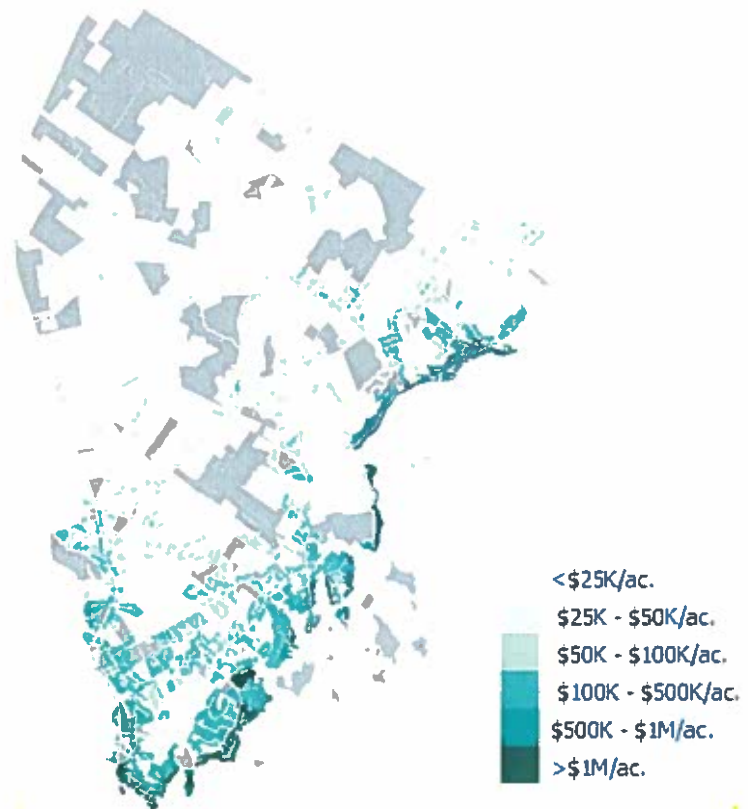 <$25K/ac.
$25K - $50K/ac.
$50K - $100K/ac.
$100K - $500K/ac.
$500K - $1M/ac.
>$1M/ac.